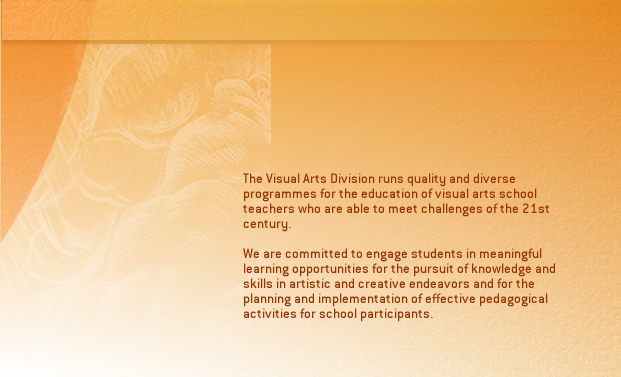 The Visual Arts Division runs quality and diverse
programmes for the education of visual arts school
teachers who are able to meet challenges of the 21st
century.
We are committed to engage students in meaningful
learning opportunities for the pursuit of knowledge and
skills in artistic and creative endeavors and for the
planning and implementation of effective pedagogical
activities for school participants.